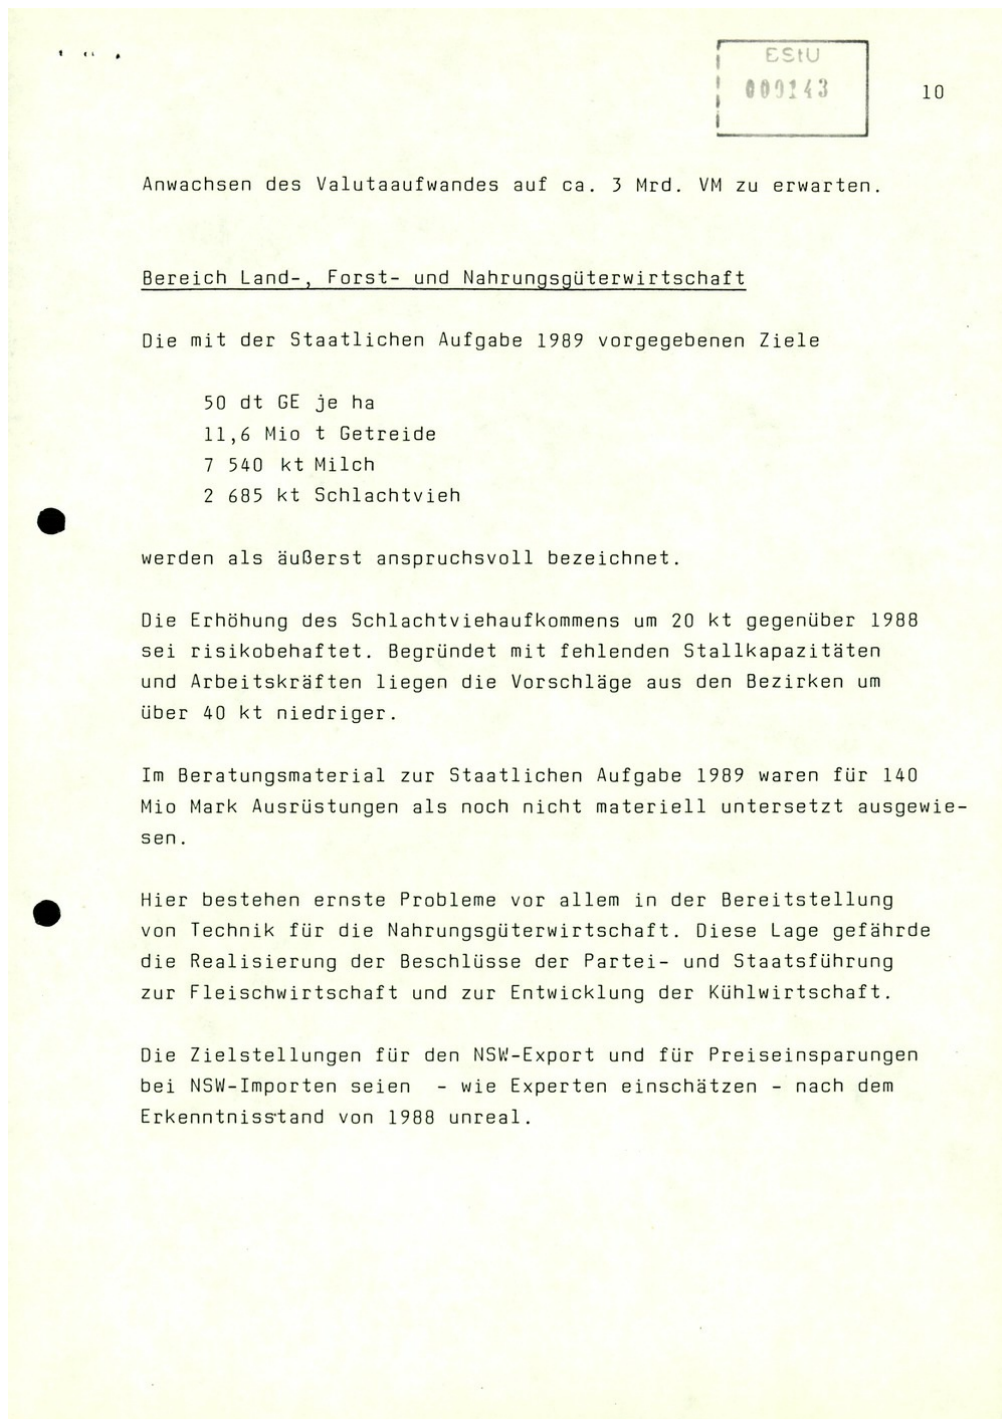 BStU
000143
10
Anwachsen des Valutaaufwandes auf ca. 3 Mrd. VM zu erwarten.
Bereich Land-, Forst- und Nahrungsgüterwirtschaft
Die mit der Staatlichen Aufgabe 1989 vorgegebenen Ziele
50 dt GE je ha
11,6 Mio t Getreide
7 540 kt Milch
2 685 kt Schlachtvieh
werden als äußerst anspruchsvoll bezeichnet.
Die Erhöhung des Schlachtviehaufkommens um 20 kt gegenüber 1988
sei risikobehaftet. Begründet mit fehlenden Stallkapazitäten
und Arbeitskräften liegen die Vorschläge aus den Bezirken um
über 40 kt niedriger.
Im Beratungsmaterial zur Staatlichen Aufgabe 1989 waren für 140
Mio Mark Ausrüstungen als noch nicht materiell untersetzt ausgewie-
sen.
Hier bestehen ernste Probleme vor allem in der Bereitstellung
von Technik für die Nahrungsgüterwirtschaft. Diese Lage gefährde
die Realisierung der Beschlüsse der Partei- und Staatsführung
zur Fleischwirtschaft und zur Entwicklung der Kühlwirtschaft.
Die Zielstellungen für den NSW-Export und für Preiseinsparungen
bei NSW-Importen seien - wie Experten einschätzen - nach dem
Erkenntnisstand von 1988 unreal.